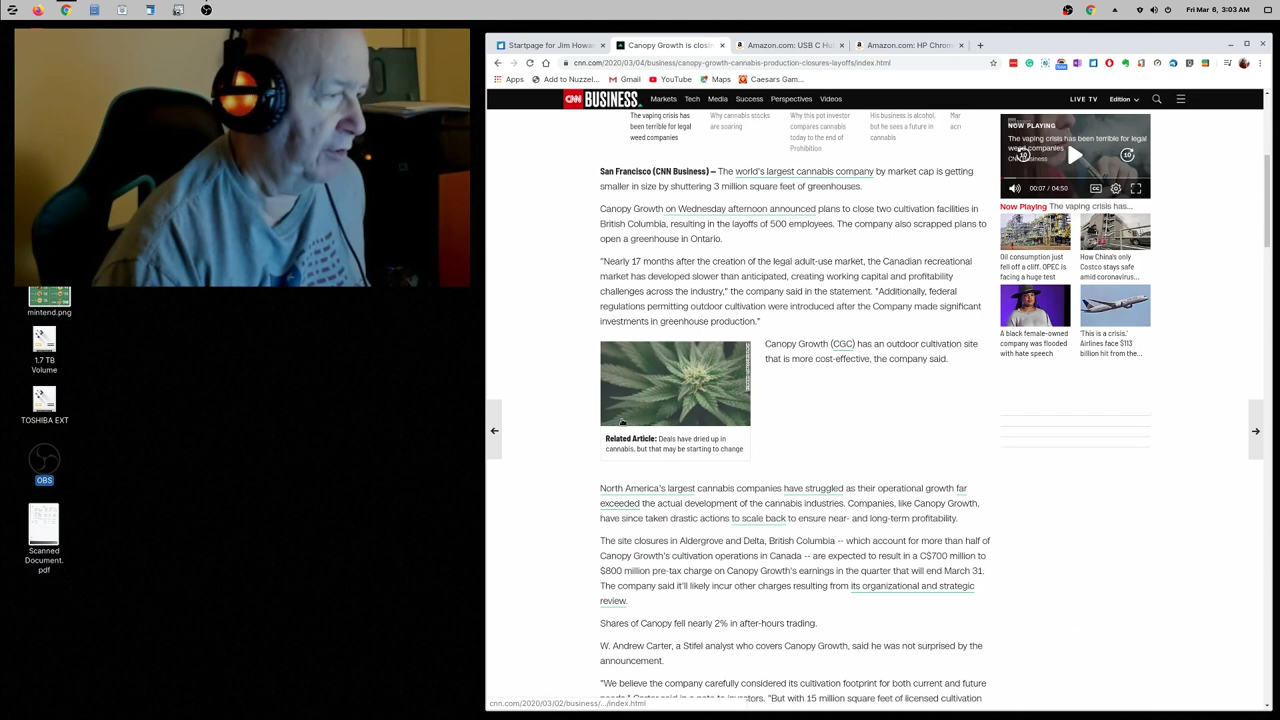 Fri Mar 6, 3:03 AM
Startpage for Jim Howar
Canopy Growth is closin
Amazon.com: USB C Hu
Amazon.com: HP Chrom
cnn.com/2020/03/04/business/canopy-growth-cannabis-production-closures-layoffs/index.html
Apps
Add to Nuzzel...
Gmail
YouTube
Maps
Caesars Gam...
CNN BUSINESS
Markets Tech Media Success Perspectives Videos
LIVE TV
Edition
The vaping crisis has
been terrible for legal
weed companies
Why cannabis stocks
are soaring
How this pot investor
compares cannabis
today to the end of
Prohibition
His business is alcohol,
but he sees a future in
cannabis
Mar
acr
San Francisco (CNN Business) — The world's largest cannabis company by market cap is getting
smaller in size by shuttering 3 million square feet of greenhouses.
Canopy Growth on Wednesday afternoon announced plans to close two cultivation facilities in
British Columbia, resulting in the layoffs of 500 employees. The company also scrapped plans to
open a greenhouse in Ontario.
"Nearly 17 months after the creation of the legal adult-use market, the Canadian recreational
market has developed slower than anticipated, creating working capital and profitability
challenges across the industry," the company said in the statement. "Additionally, federal
regulations permitting outdoor cultivation were introduced after the Company made significant
investments in greenhouse production."
Canopy Growth (CGC) has an outdoor cultivation site
that is more cost-effective, the company said.
Related Article: Deals have dried up in
cannabis, but that may be starting to change
North America's largest cannabis companies have struggled as their operational growth far
exceeded the actual development of the cannabis industries. Companies, like Canopy Growth,
have since taken drastic actions to scale back to ensure near- and long-term profitability.
The site closures in Aldergrove and Delta, British Columbia -- which account for more than half of
Canopy Growth's cultivation operations in Canada -- are expected to result in a C$700 million to
$800 million pre-tax charge on Canopy Growth's earnings in the quarter that will end March 31.
The company said it'll likely incur other charges resulting from its organizational and strategic
review.
Shares of Canopy fell nearly 2% in after-hours trading.
W. Andrew Carter, a Stifel analyst who covers Canopy Growth, said he was not surprised by the
announcement.
"We believe the company carefully considered its cultivation footprint for both current and future
needs," Carter said in a note to investors. "But with 15 million square feet of licensed cultivation
NOW PLAYING
The vaping crisis has been terrible for legal
weed companies
CNN Business
10
10
00:07 / 04:50
CC
Now Playing The vaping crisis has...
Oil consumption just
fell off a cliff. OPEC is
facing a huge test
How China's only
Costco stays safe
amid coronavirus...
A black female-owned
company was flooded
with hate speech
'This is a crisis.'
Airlines face $113
billion hit from the...
cnn.com/2020/03/02/business/.../index.html
mintend.png
1.7 TB
Volume
TOSHIBA EXT
OBS
Scanned
Document.
pdf